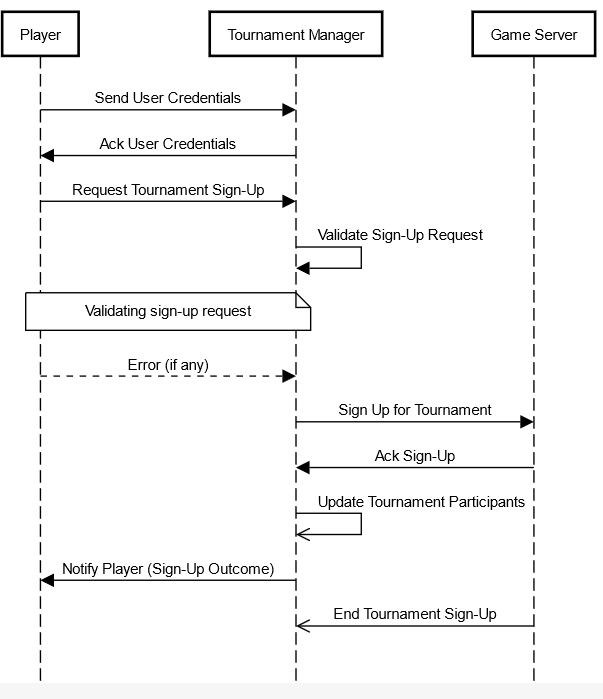 Player
Tournament Manager
Game Server
Send User Credentials
Ack User Credentials
Request Tournament Sign-Up
Validate Sign-Up Request
Validating sign-up request
Error (if any)
Sign Up for Tournament
Ack Sign-Up
Update Tournament Participants
Notify Player (Sign-Up Outcome)
End Tournament Sign-Up